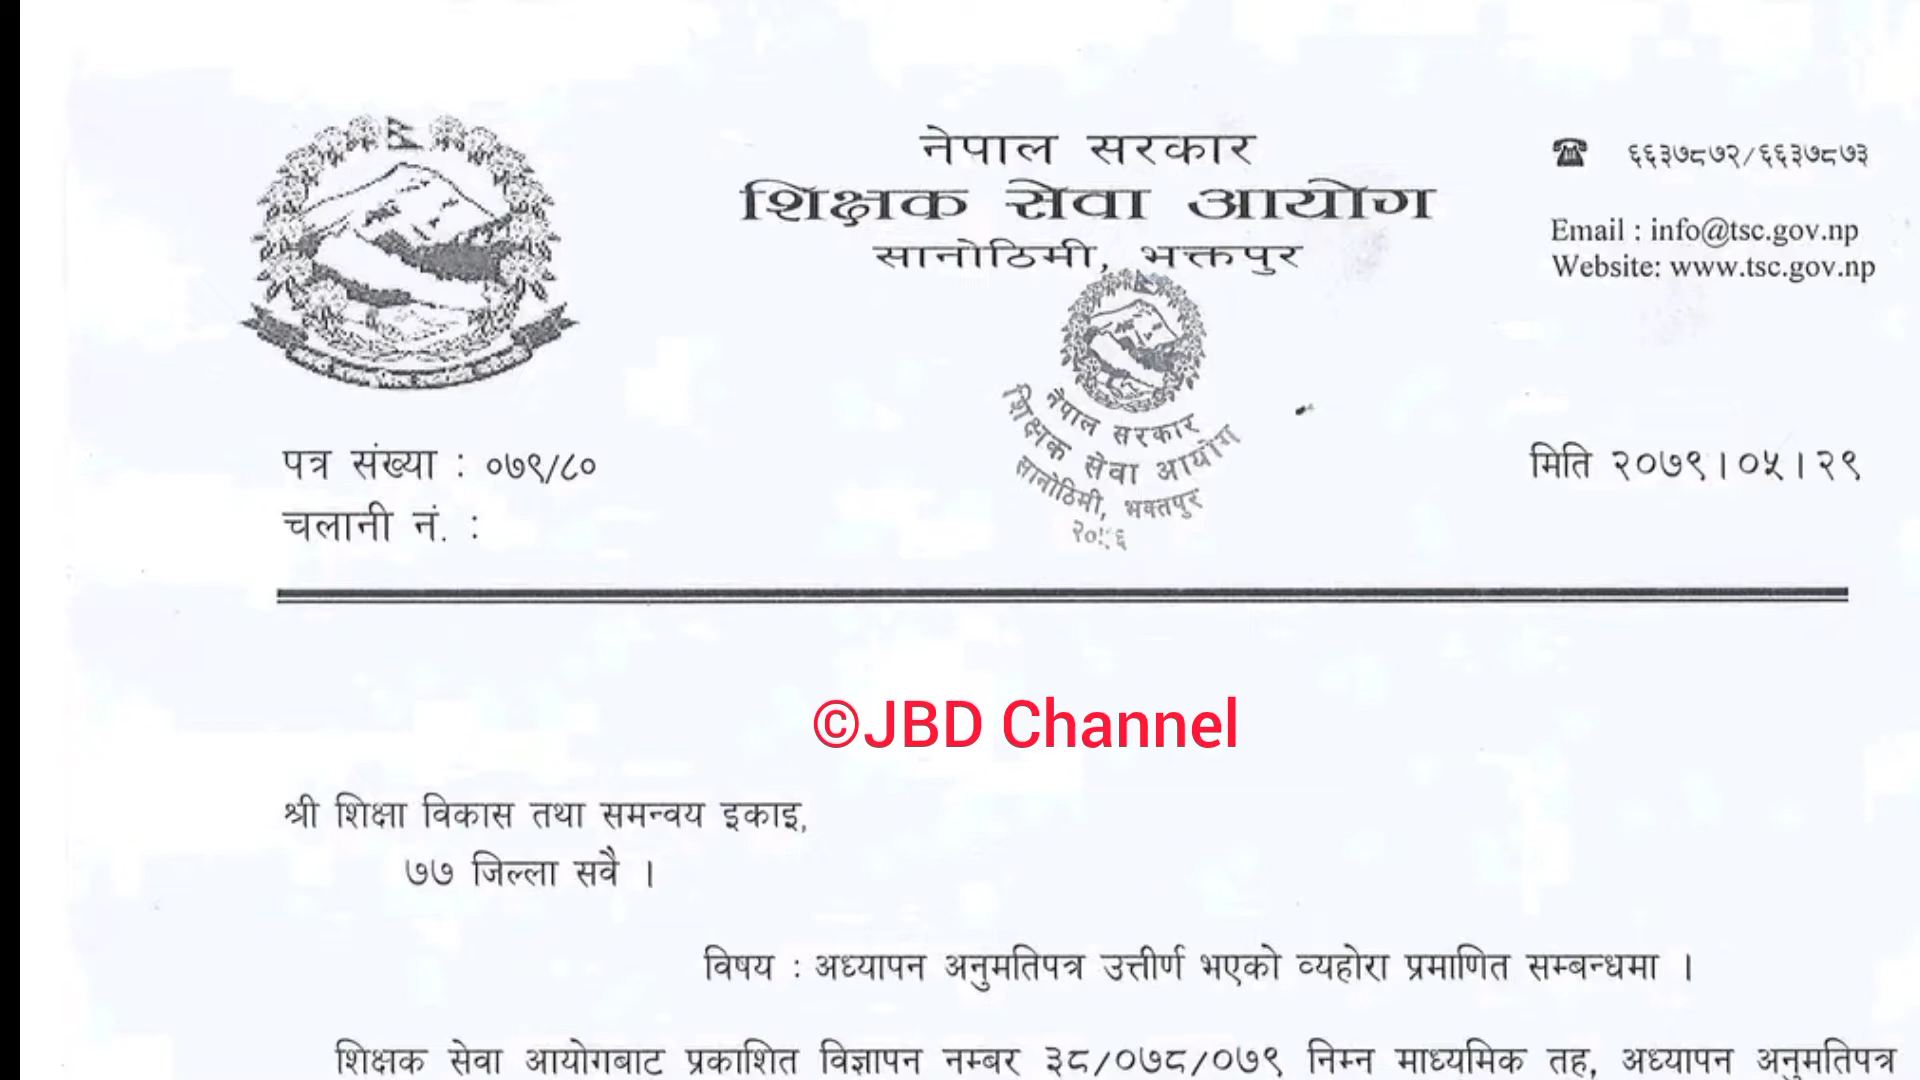 नेपाल सरकार
शिक्षक सेवा आयोग
सानोठिमी, भक्तपुर
☎ ६६३७८७२/६६३७८७३
Email : info@tsc.gov.np
Website: www.tsc.gov.np
नेपाल सरकार
शिक्षक सेवा आयोग
सानोठिमी, भक्तपुर
पत्र संख्या : ०७९/८०
मिति २०७९।०५।२९
चलानी नं. :
©JBD Channel
श्री शिक्षा विकास तथा समन्वय इकाइ,
७७ जिल्ला सवै ।
विषय : अध्यापन अनुमतिपत्र उत्तीर्ण भएको व्यहोरा प्रमाणित सम्बन्धमा ।
शिक्षक सेवा आयोगबाट प्रकाशित विज्ञापन नम्बर ३८/०७८/०७९ निम्न माध्यमिक तह, अध्यापन अनुमतिपत्र